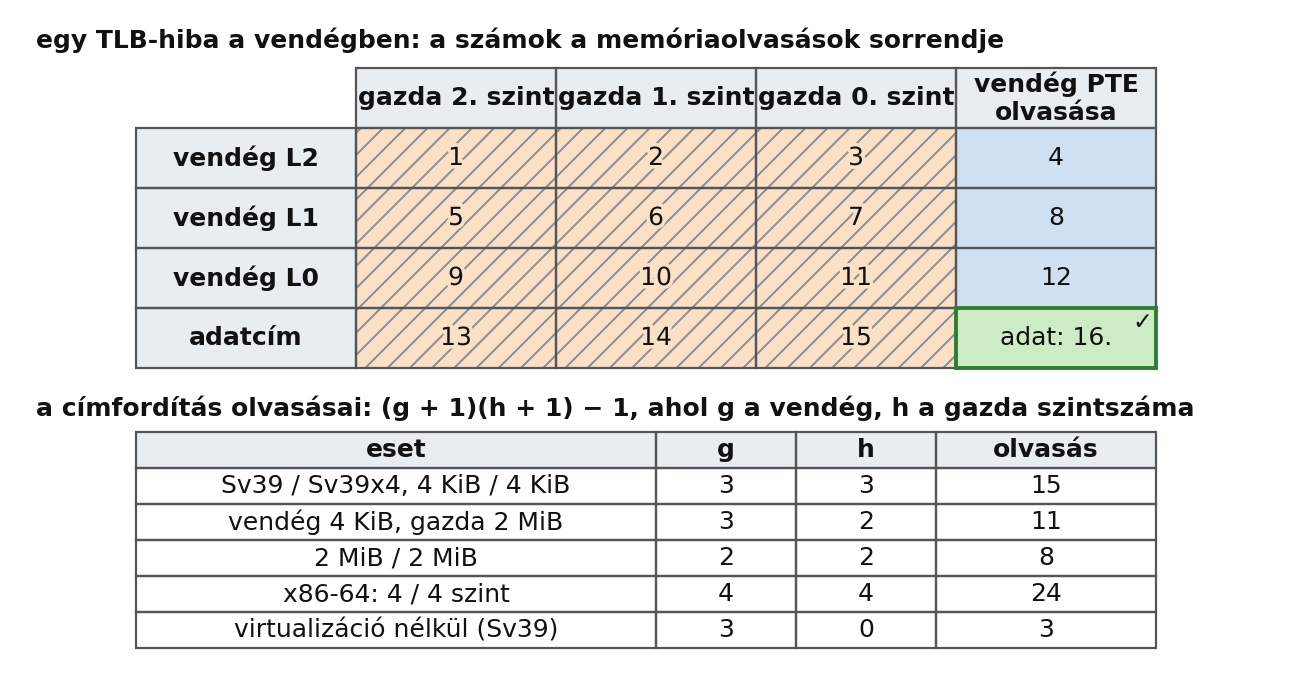 egy TLB-hiba a vendégben: a számok a memóriaolvasások sorrendje
gazda 2. szint gazda 1. szint gazda 0. szint vendég PTE olvasása
vendég L2 1 2 3 4
vendég L1 5 6 7 8
vendég L0 9 10 11 12
adatcím 13 14 15 adat: 16. ✓
a címfordítás olvasásai: (g + 1)(h + 1) − 1, ahol g a vendég, h a gazda szintszáma
eset g h olvasás
Sv39 / Sv39x4, 4 KiB / 4 KiB 3 3 15
vendég 4 KiB, gazda 2 MiB 3 2 11
2 MiB / 2 MiB 2 2 8
x86-64: 4 / 4 szint 4 4 24
virtualizáció nélkül (Sv39) 3 0 3